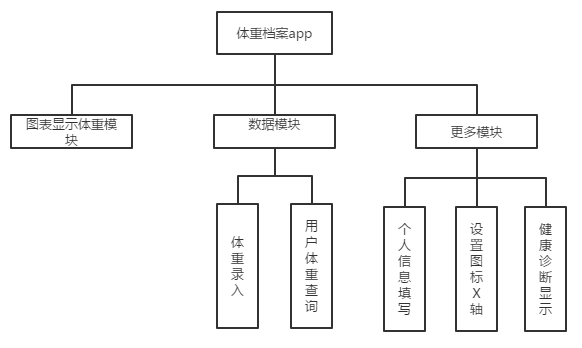 体重档案app
图表显示体重模
块
数据模块
更多模块
体重录入
用户体重查询
个人信息填写
设置图标X轴
健康诊断显示